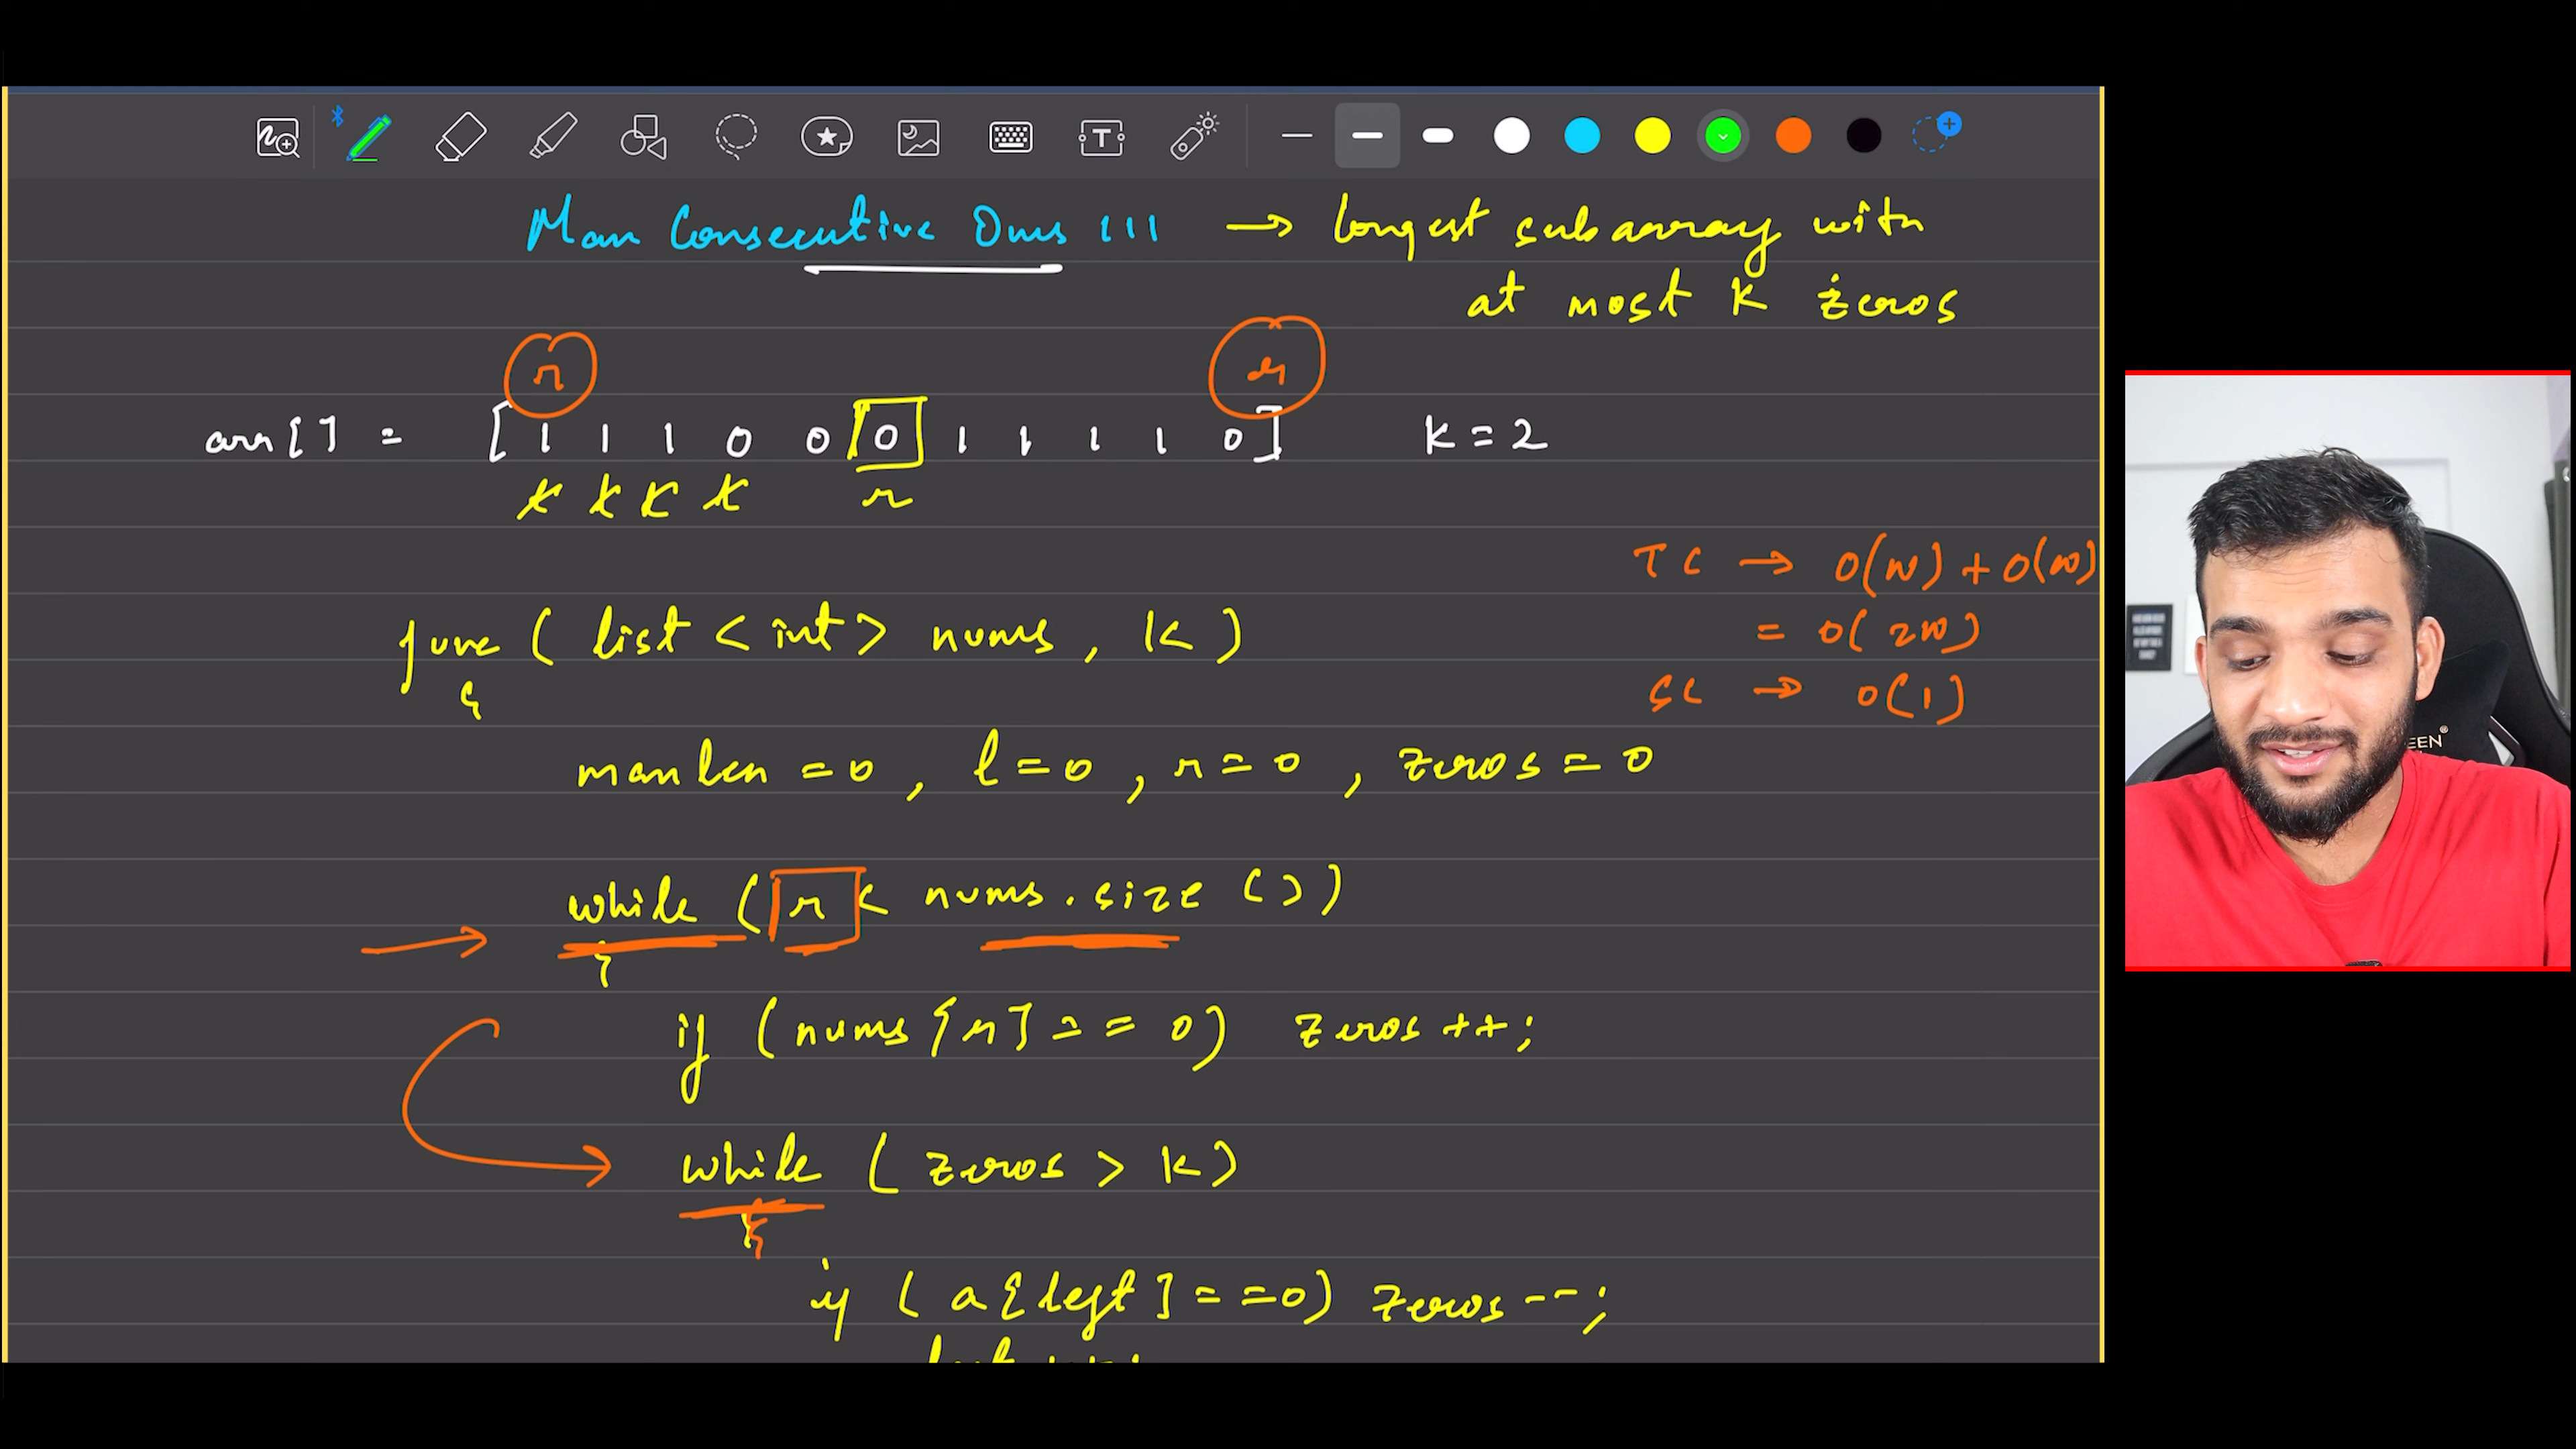 Max Consecutive Ones III → longest subarray with
at most K zeros
r r
arr[] = [ 1 1 1 0 0 0 1 1 1 1 0 ] K = 2
l l l l r
TC → O(N) + O(N)
= O(2N)
SC → O(1)
func ( list < int > nums , K )
{
maxlen = 0 , l = 0 , r = 0 , zeros = 0
while ( r < nums.size () )
{
if ( nums[r] == 0 ) zeros ++ ;
while ( zeros > K )
{
if ( a[left] == 0 ) zeros -- ;